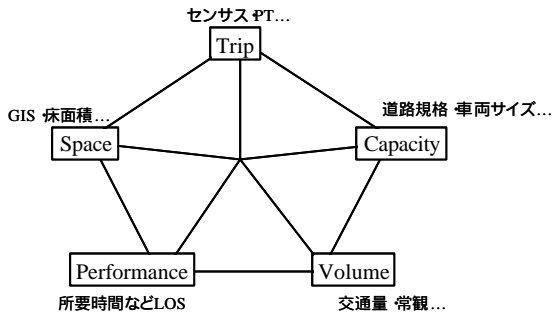 センサス・PT…
Trip
道路規格・車両サイズ…
GIS・床面積…
Space
Capacity
Performance
Volume
所要時間などLOS
交通量・常観…